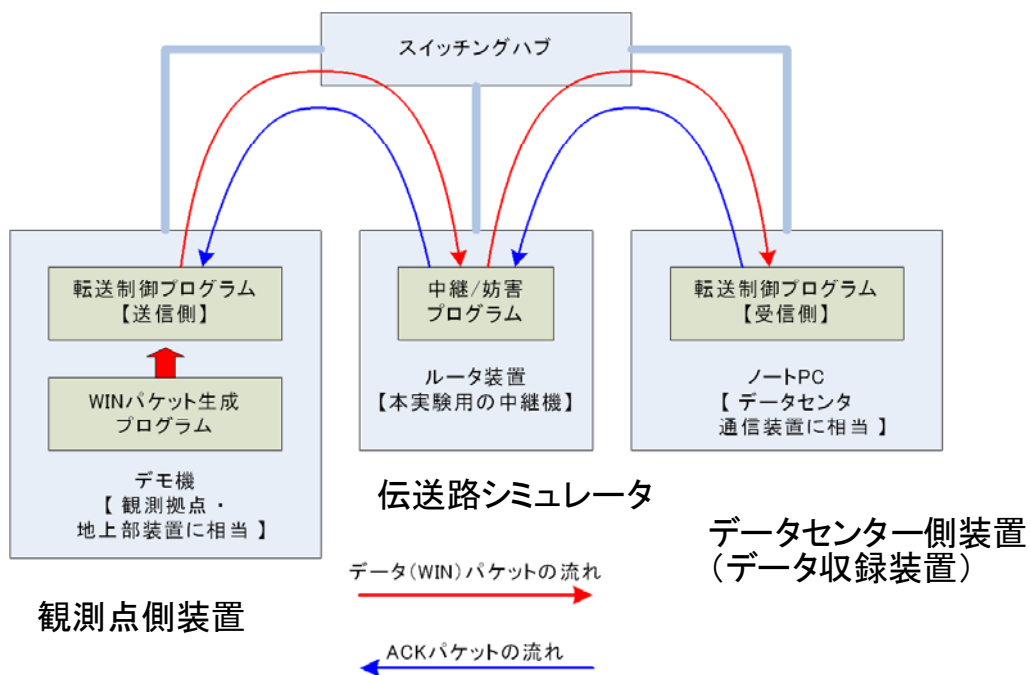 スイッチングハブ
転送制御プログラム
【送信側】
WINパケット生成
プログラム
デモ機
【 観測拠点・
地上部装置に相当 】
観測点側装置
中継/妨害
プログラム
ルータ装置
【本実験用の中継機】
伝送路シミュレータ
転送制御プログラム
【受信側】
ノートPC
【 データセンタ
通信装置に相当 】
データセンター側装置
(データ収録装置)
データ(WIN)パケットの流れ
ACKパケットの流れ